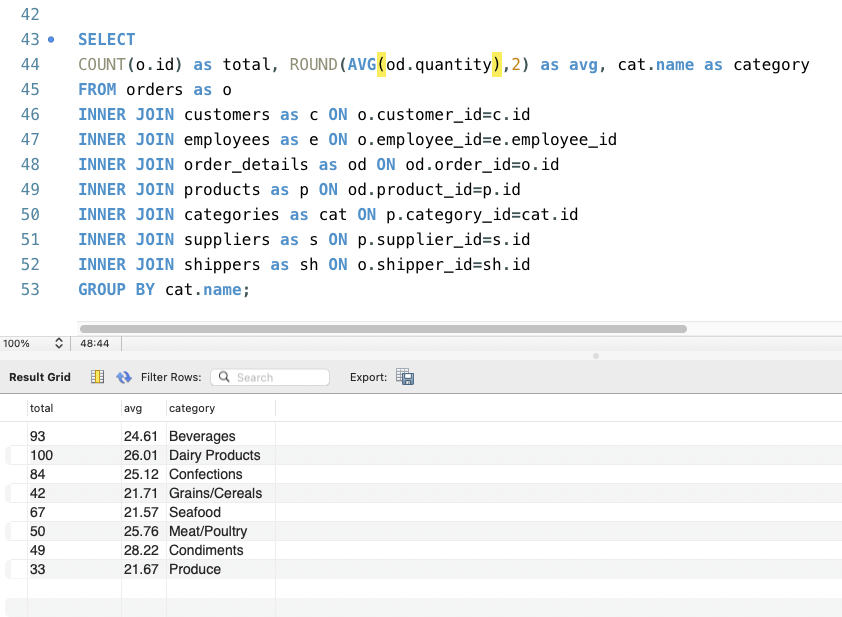 42
43 SELECT
44 COUNT(o.id) as total, ROUND(AVG(od.quantity),2) as avg, cat.name as category
45 FROM orders as o
46 INNER JOIN customers as c ON o.customer_id=c.id
47 INNER JOIN employees as e ON o.employee_id=e.employee_id
48 INNER JOIN order_details as od ON od.order_id=o.id
49 INNER JOIN products as p ON od.product_id=p.id
50 INNER JOIN categories as cat ON p.category_id=cat.id
51 INNER JOIN suppliers as s ON p.supplier_id=s.id
52 INNER JOIN shippers as sh ON o.shipper_id=sh.id
53 GROUP BY cat.name;
100% 48:44
Result Grid Filter Rows: Search Export:
total avg category
93 24.61 Beverages
100 26.01 Dairy Products
84 25.12 Confections
42 21.71 Grains/Cereals
67 21.57 Seafood
50 25.76 Meat/Poultry
49 28.22 Condiments
33 21.67 Produce